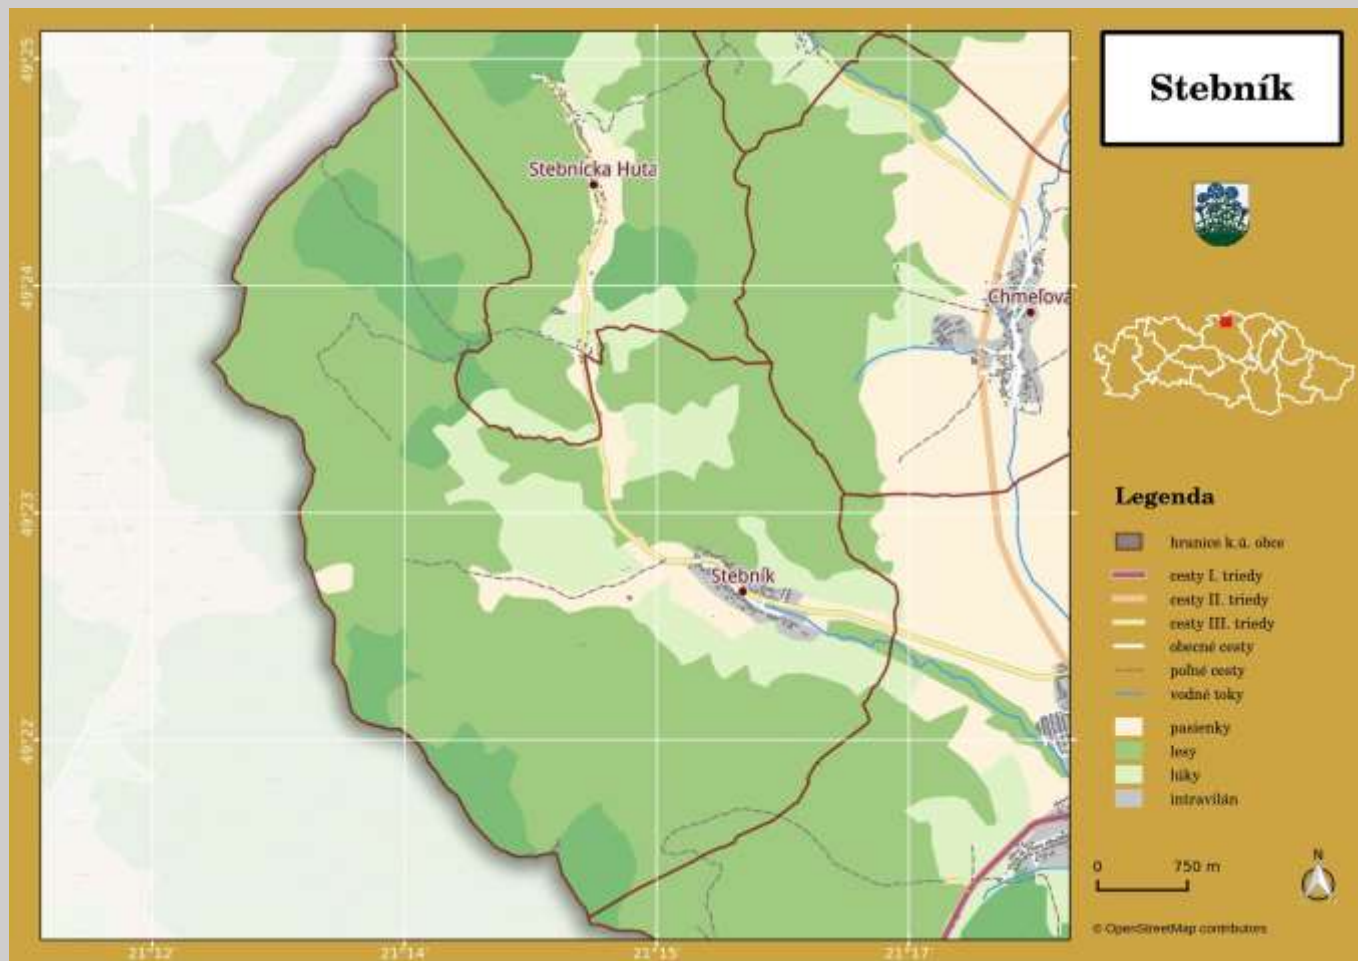 Stebník
49°25
49°24
49°23
49°22
21°12
21°14
21°15
21°17
Stebnícka Huta
Chmeľová
Stebník
Legenda
hranice k.ú. obce
cesty I. triedy
cesty II. triedy
cesty III. triedy
obecné cesty
poľné cesty
vodné toky
pasienky
lesy
lúky
intravilán
0 750 m
N
© OpenStreetMap contributors